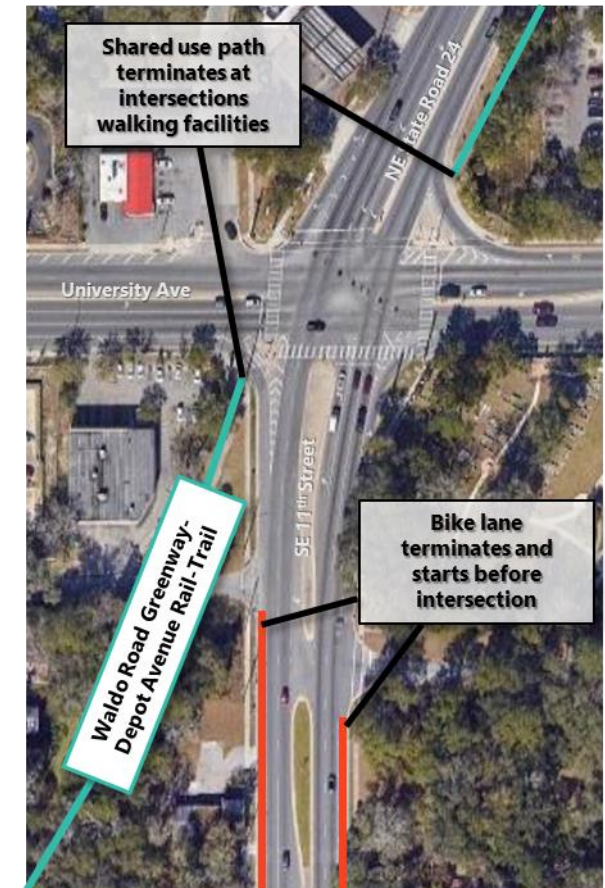 Shared use path
terminates at
intersections
walking facilities
NE State Road 24
University Ave
SE 11th Street
Bike lane
terminates and
starts before
intersection
Waldo Road Greenway-
Depot Avenue Rail-Trail